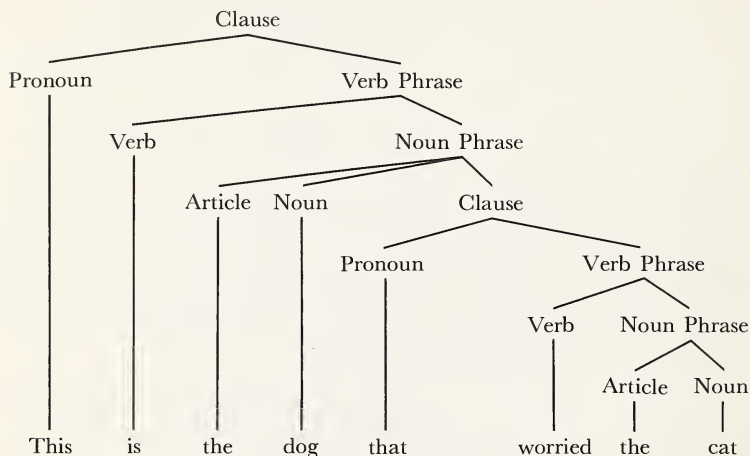 Clause
Pronoun Verb Phrase
Verb Noun Phrase
Article Noun Clause
Pronoun Verb Phrase
Verb Noun Phrase
Article Noun
This is the dog that worried the cat